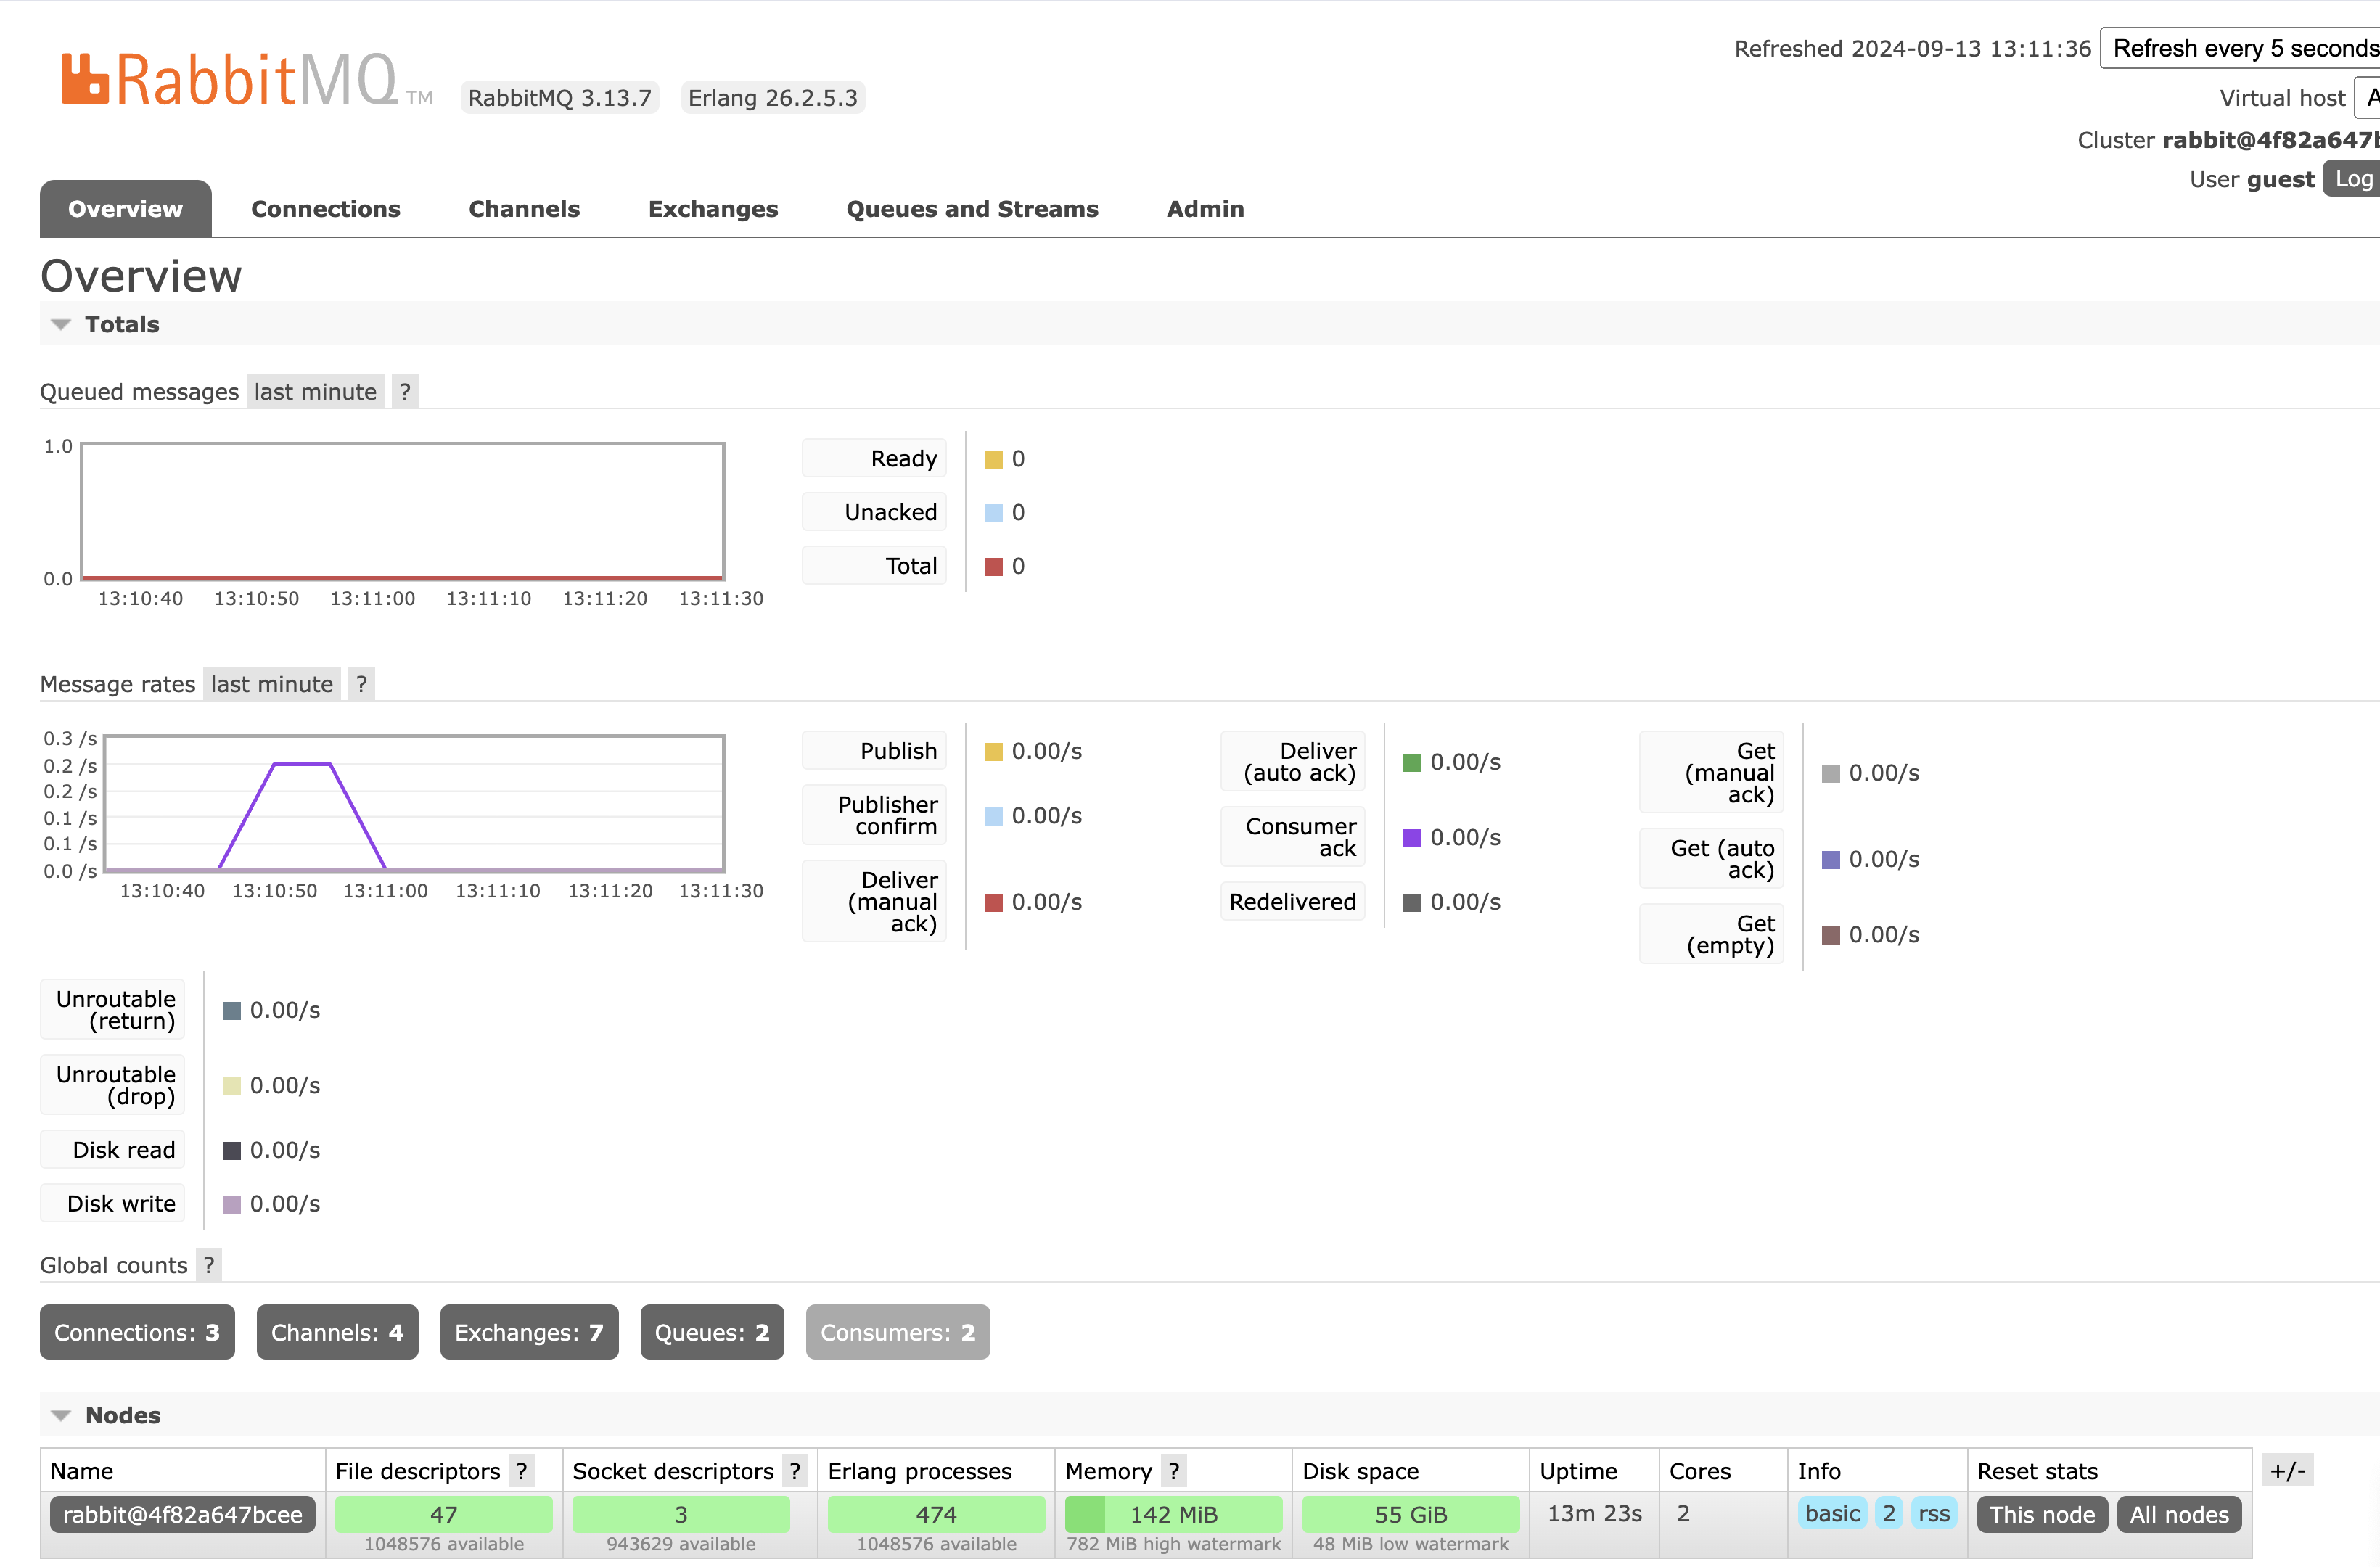 RabbitMQ TM RabbitMQ 3.13.7 Erlang 26.2.5.3
Refreshed 2024-09-13 13:11:36 Refresh every 5 seconds
Virtual host A
Cluster rabbit@4f82a647b
User guest Log
Overview Connections Channels Exchanges Queues and Streams Admin
Overview
Totals
Queued messages last minute ?
1.0
0.0
13:10:40 13:10:50 13:11:00 13:11:10 13:11:20 13:11:30
Ready 0
Unacked 0
Total 0
Message rates last minute ?
0.3 /s
0.2 /s
0.2 /s
0.1 /s
0.1 /s
0.0 /s
13:10:40 13:10:50 13:11:00 13:11:10 13:11:20 13:11:30
Publish 0.00/s
Publisher
confirm 0.00/s
Deliver
(manual 0.00/s
ack)
Deliver
(auto ack) 0.00/s
Consumer
ack 0.00/s
Redelivered 0.00/s
Get
(manual 0.00/s
ack)
Get (auto
ack) 0.00/s
Get
(empty) 0.00/s
Unroutable
(return) 0.00/s
Unroutable
(drop) 0.00/s
Disk read 0.00/s
Disk write 0.00/s
Global counts ?
Connections: 3 Channels: 4 Exchanges: 7 Queues: 2 Consumers: 2
Nodes
Name File descriptors ? Socket descriptors ? Erlang processes Memory ? Disk space Uptime Cores Info Reset stats +/-
rabbit@4f82a647bcee 47 3 474 142 MiB 55 GiB 13m 23s 2 basic 2 rss This node All nodes
1048576 available 943629 available 1048576 available 782 MiB high watermark 48 MiB low watermark